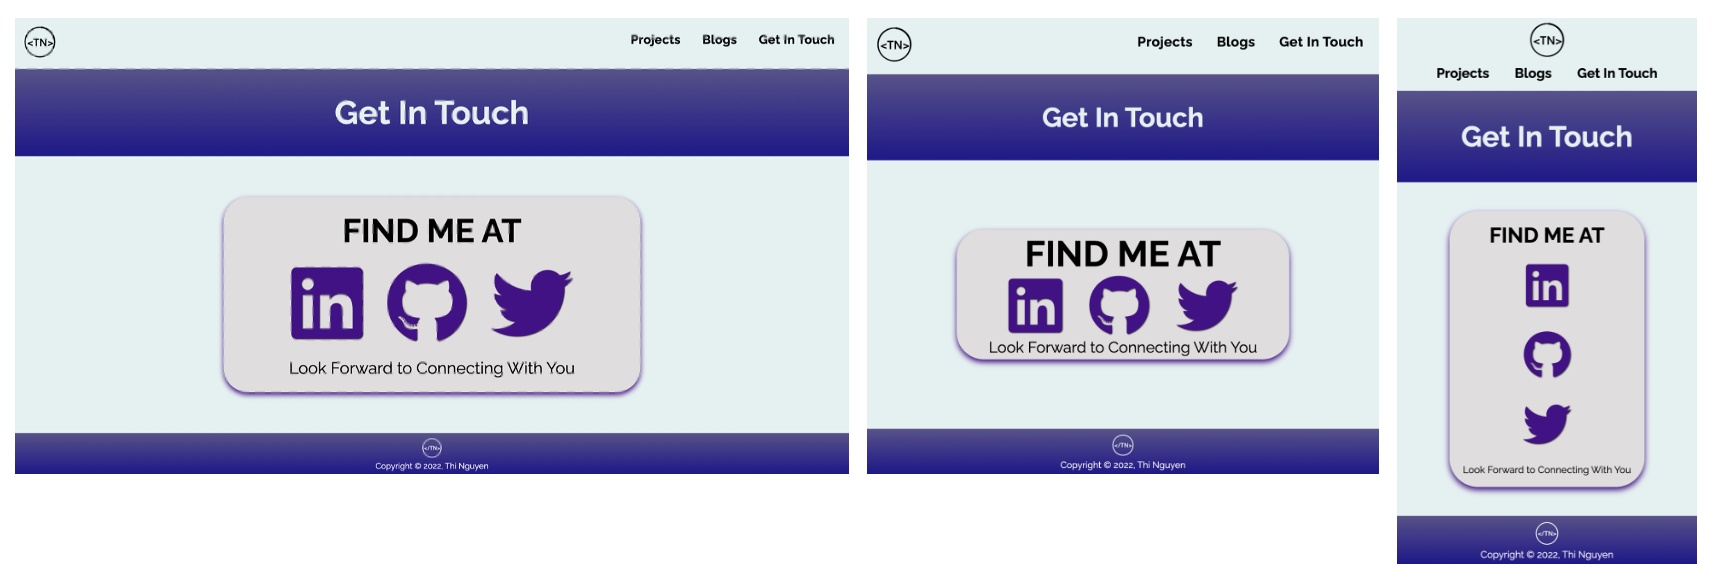 <TN>
Projects Blogs Get In Touch
Get In Touch
FIND ME AT
in
Look Forward to Connecting With You
</TN>
Copyright © 2022, Thi Nguyen
<TN>
Projects Blogs Get In Touch
Get In Touch
FIND ME AT
in
Look Forward to Connecting With You
</TN>
Copyright © 2022, Thi Nguyen
<TN>
Projects Blogs Get In Touch
Get In Touch
FIND ME AT
in
Look Forward to Connecting With You
</TN>
Copyright © 2022, Thi Nguyen